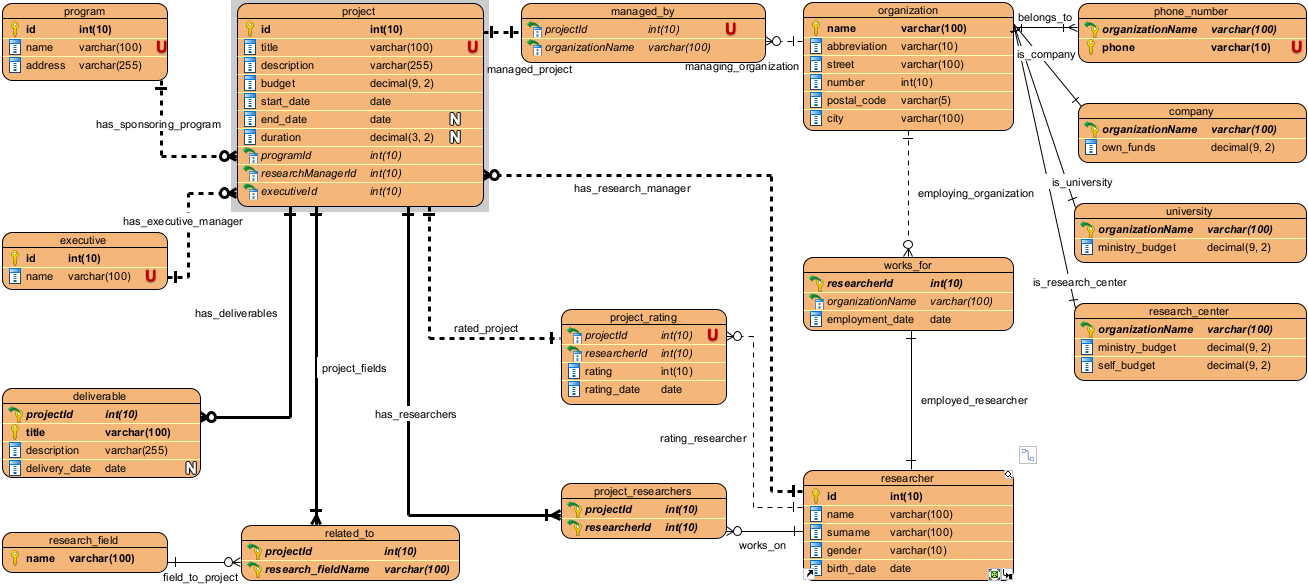 program
id int(10)
name varchar(100) U
address varchar(255)
project
id int(10)
title varchar(100) U
description varchar(255)
budget decimal(9, 2)
start_date date
end_date date N
duration decimal(3, 2) N
programId int(10)
researchManagerId int(10)
executiveId int(10)
managed_by
projectId int(10) U
organizationName varchar(100)
managed_project
managing_organization
organization
name varchar(100)
abbreviation varchar(10)
street varchar(100)
number int(10)
postal_code varchar(5)
city varchar(100)
belongs_to
is_company
phone_number
organizationName varchar(100)
phone varchar(10) U
company
organizationName varchar(100)
own_funds decimal(9, 2)
is_university
university
organizationName varchar(100)
ministry_budget decimal(9, 2)
is_research_center
research_center
organizationName varchar(100)
ministry_budget decimal(9, 2)
self_budget decimal(9, 2)
has_sponsoring_program
has_research_manager
employing_organization
has_executive_manager
executive
id int(10)
name varchar(100) U
works_for
researcherId int(10)
organizationName varchar(100)
employment_date date
has_deliverables
rated_project
project_rating
projectId int(10) U
researcherId int(10)
rating int(10)
rating_date date
project_fields
has_researchers
employed_researcher
rating_researcher
deliverable
projectId int(10)
title varchar(100)
description varchar(255)
delivery_date date N
project_researchers
projectId int(10)
researcherId int(10)
works_on
researcher
id int(10)
name varchar(100)
surname varchar(100)
gender varchar(10)
birth_date date
research_field
name varchar(100)
field_to_project
related_to
projectId int(10)
research_fieldName varchar(100)